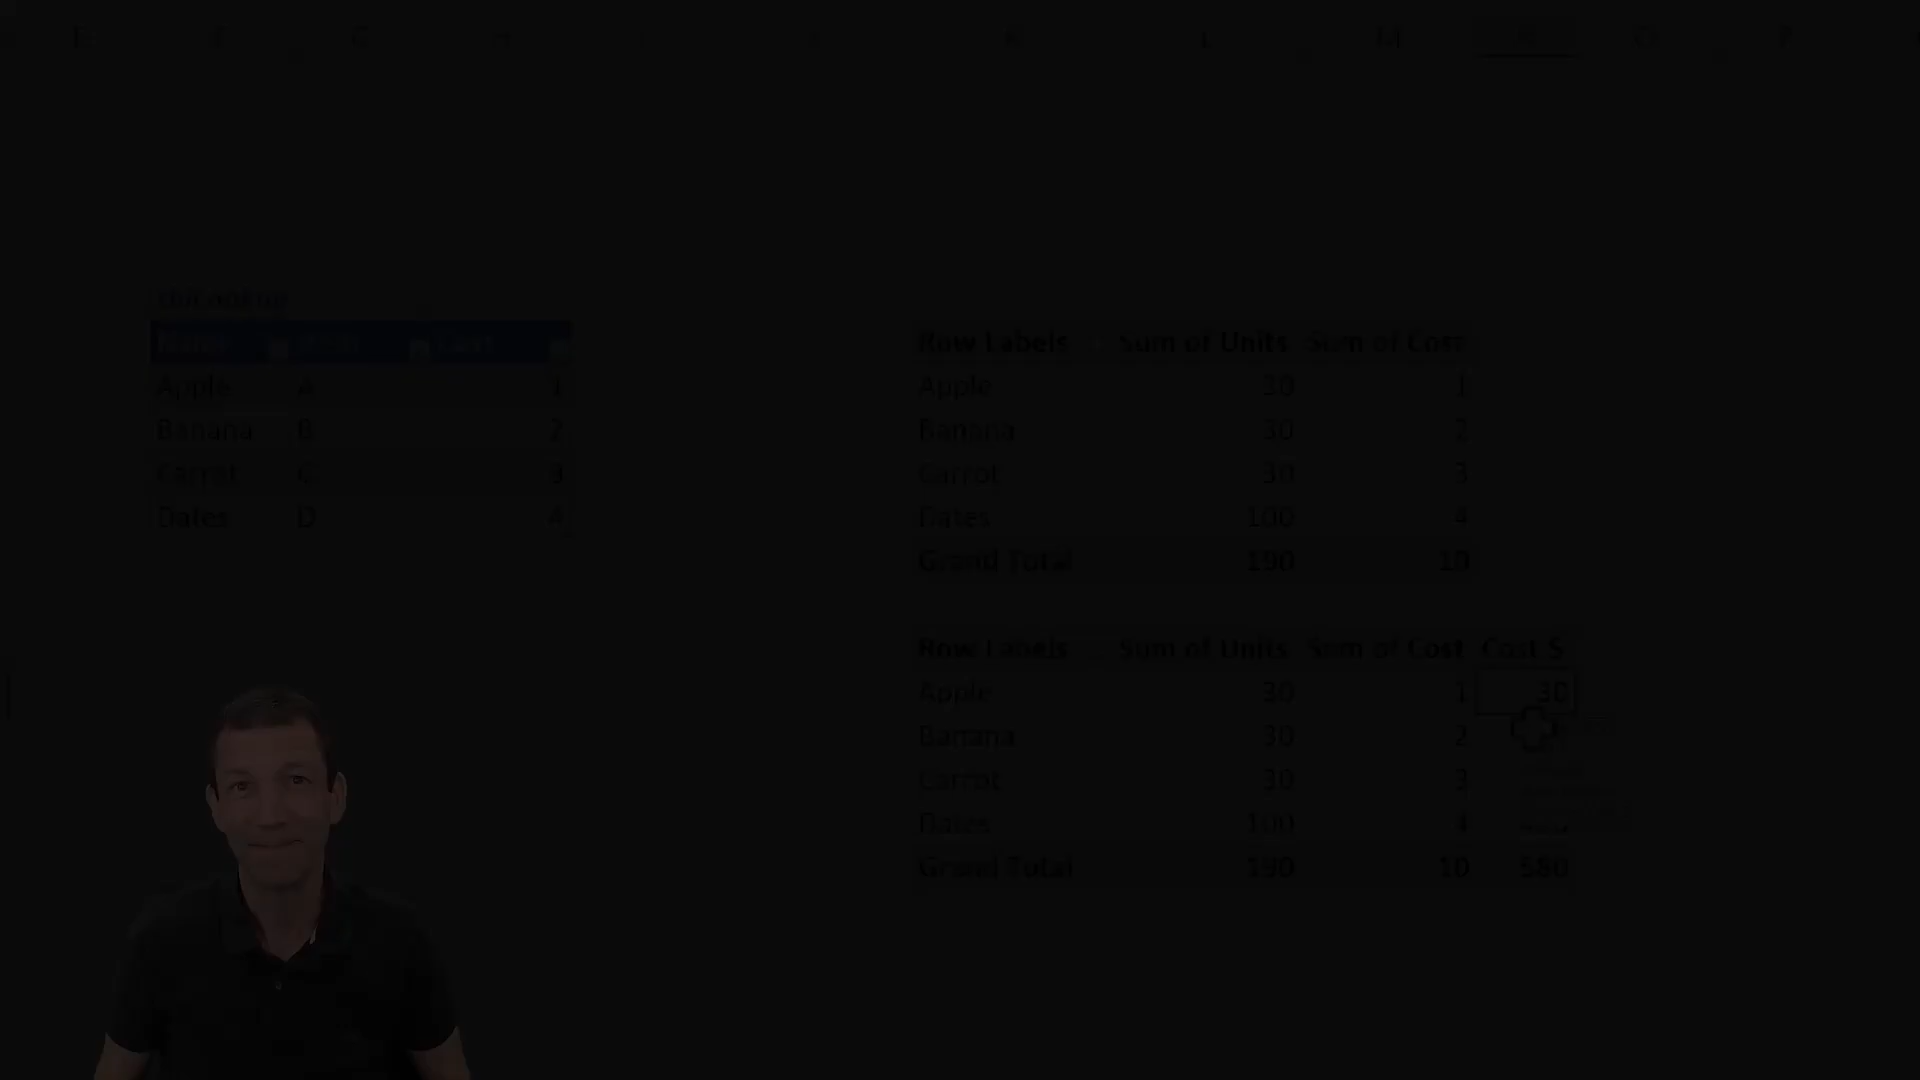 E F G H K L M O P
tblLookup
Apple A 1
Banana B 2
Carrot C 3
Dates D 4
Row Labels Sum of Units Sum of Cost
Apple 30 1
Banana 30 2
Carrot 30 3
Dates 100 4
Grand Total 190 10
Row Labels Sum of Units Sum of Cost Cost $
Apple 30 1 30
Banana 30 2
Carrot 30 3
Dates 100 4
Grand Total 190 10 580